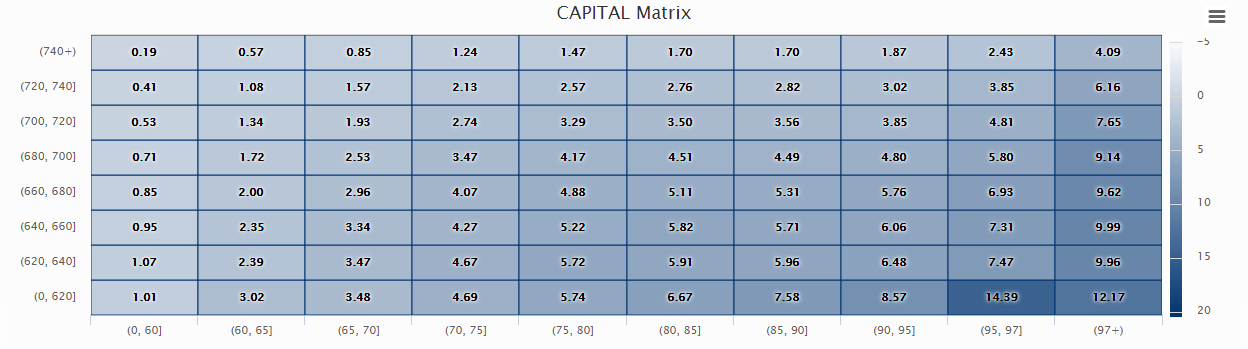 CAPITAL Matrix
(740+) 0.19 0.57 0.85 1.24 1.47 1.70 1.70 1.87 2.43 4.09
(720, 740] 0.41 1.08 1.57 2.13 2.57 2.76 2.82 3.02 3.85 6.16
(700, 720] 0.53 1.34 1.93 2.74 3.29 3.50 3.56 3.85 4.81 7.65
(680, 700] 0.71 1.72 2.53 3.47 4.17 4.51 4.49 4.80 5.80 9.14
(660, 680] 0.85 2.00 2.96 4.07 4.88 5.11 5.31 5.76 6.93 9.62
(640, 660] 0.95 2.35 3.34 4.27 5.22 5.82 5.71 6.06 7.31 9.99
(620, 640] 1.07 2.39 3.47 4.67 5.72 5.91 5.96 6.48 7.47 9.96
(0, 620] 1.01 3.02 3.48 4.69 5.74 6.67 7.58 8.57 14.39 12.17
(0, 60] (60, 65] (65, 70] (70, 75] (75, 80] (80, 85] (85, 90] (90, 95] (95, 97] (97+)
−5
0
5
10
15
20